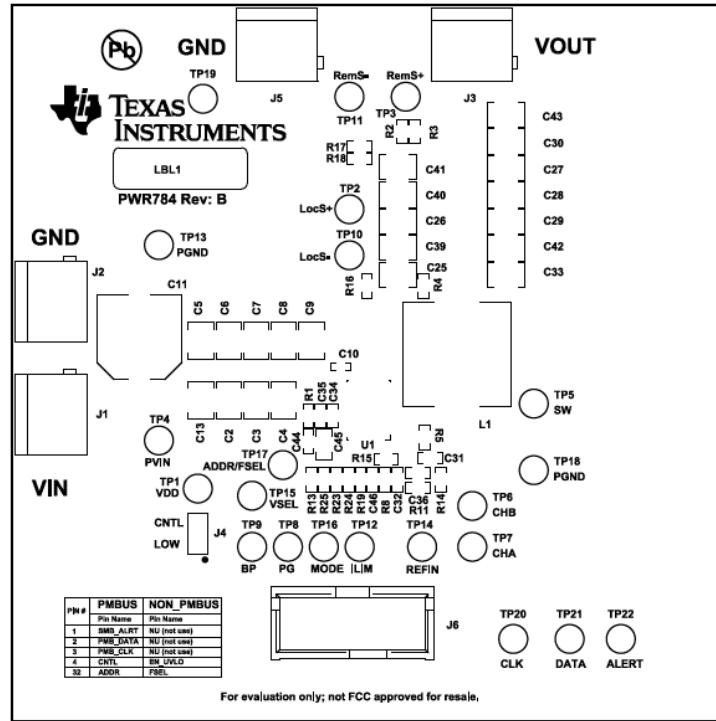 Pb
GND
VOUT
TP19
RemS-
RemS+
J5
J3
TEXAS
INSTRUMENTS
TP11
TP3
R2
R3
C43
C30
R17
R18
LBL1
C41
C27
PWR784 Rev: B
TP2
C40
C28
LocS+
C26
C29
GND
TP13
PGND
TP10
LocS-
C39
C42
J2
C25
C33
C11
R16
R4
C5
C6
C7
C8
C9
C10
J1
R1
C35
C34
TP5
SW
TP4
C13
C2
C3
C4
C44
C45
U1
R5
L1
PVIN
TP17
ADDR/FSEL
R15
C31
TP18
PGND
VIN
TP1
VDD
TP15
VSEL
R13
R25
R23
R24
R19
C46
R8
C32
C36
R11
R14
TP6
CHB
CNTL
LOW
J4
TP9
TP8
TP16
TP12
TP14
TP7
CHA
BP
PG
MODE
ILIM
REFIN
PIN #
PMBUS
NON_PMBUS
Pin Name
Pin Name
1 SMB_ALRT NU (not use)
2 PMB_DATA NU (not use)
3 PMB_CLK NU (not use)
4 CNTL EN_UVLO
32 ADDR FSEL
J6
TP20
TP21
TP22
CLK
DATA
ALERT
For evaluation only; not FCC approved for resale.